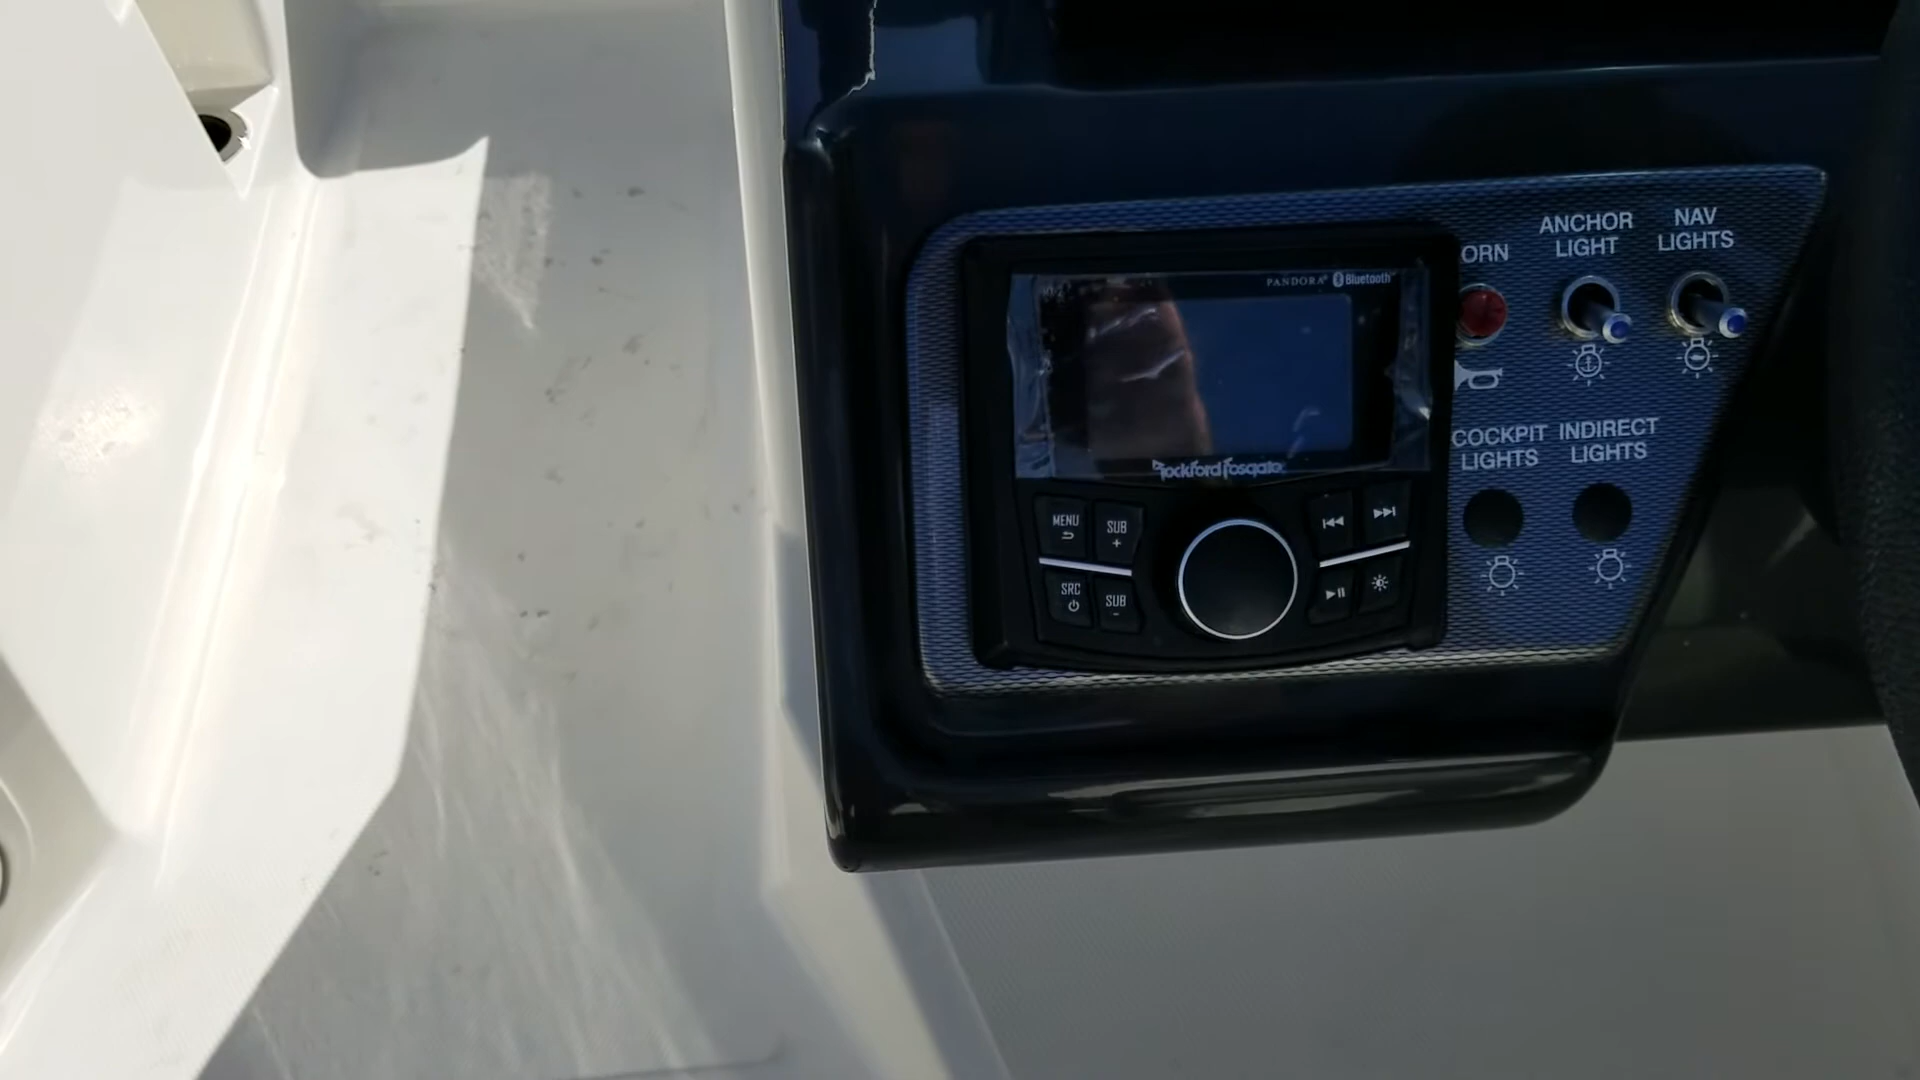 PANDORA® Bluetooth
ORN
ANCHOR
LIGHT
NAV
LIGHTS
Rockford Fosgate
COCKPIT
LIGHTS
INDIRECT
LIGHTS
MENU
SUB
+
SRC
SUB
-